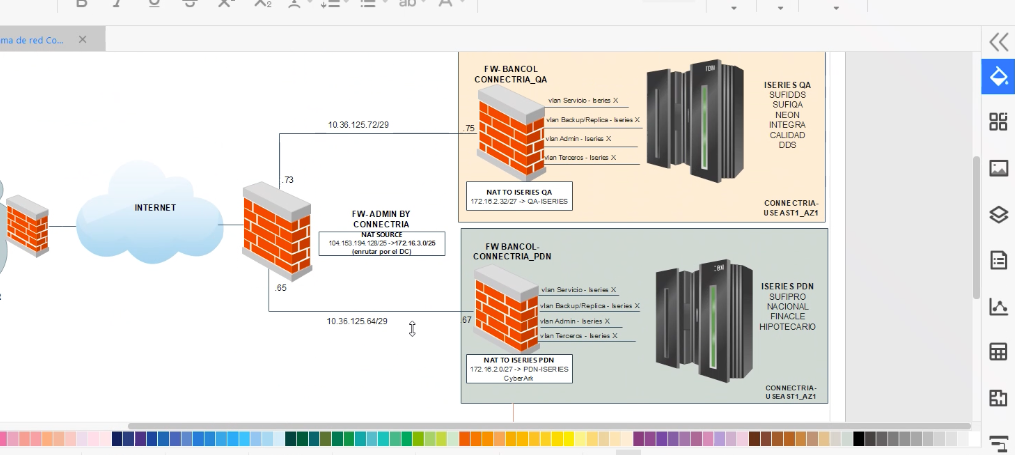 ma de red Co...
INTERNET
10.36.125.72/29
.73
.75
FW-ADMIN BY
CONNECTRIA
NAT SOURCE
104.153.194.128/25 ->172.16.3.0/25
(enrutar por el DC)
.65
10.36.125.64/29
.67
FW- BANCOL
CONNECTRIA_QA
vlan Servicio - Iseries X
vlan Backup/Replica - Iseries X
vlan Admin - Iseries X
vlan Terceros - Iseries X
NAT TO ISERIES QA
172.16.2.32/27 -> QA-ISERIES
ISERIES QA
SUFIDDS
SUFIQA
NEON
INTEGRA
CALIDAD
DDS
CONNECTRIA-
USEAST1_AZ1
FW BANCOL-
CONNECTRIA_PDN
vlan Servicio - Iseries X
vlan Backup/Replica - Iseries X
vlan Admin - Iseries X
vlan Terceros - Iseries X
NAT TO ISERIES PDN
172.16.2.0/27 -> PDN-ISERIES
CyberArk
ISERIES PDN
SUFIPRO
NACIONAL
FINACLE
HIPOTECARIO
CONNECTRIA-
USEAST1_AZ1